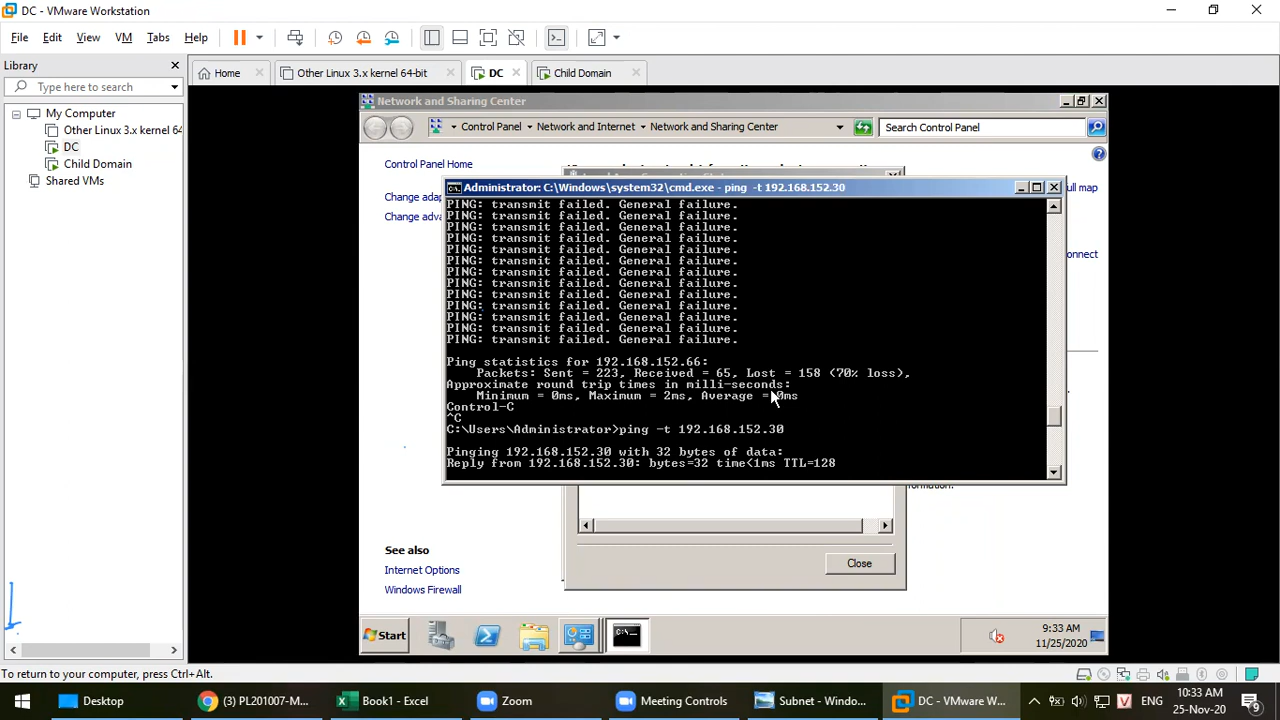 DC - VMware Workstation
File Edit View VM Tabs Help
Library
Type here to search
My Computer
Other Linux 3.x kernel 64
DC
Child Domain
Shared VMs
Home
Other Linux 3.x kernel 64-bit
DC
Child Domain
Network and Sharing Center
Control Panel Network and Internet Network and Sharing Center
Search Control Panel
Control Panel Home
Change adap
Change adva
ull map
onnect
Administrator: C:\Windows\system32\cmd.exe - ping -t 192.168.152.30
PING: transmit failed. General failure.
PING: transmit failed. General failure.
PING: transmit failed. General failure.
PING: transmit failed. General failure.
PING: transmit failed. General failure.
PING: transmit failed. General failure.
PING: transmit failed. General failure.
PING: transmit failed. General failure.
PING: transmit failed. General failure.
PING: transmit failed. General failure.
PING: transmit failed. General failure.
PING: transmit failed. General failure.
PING: transmit failed. General failure.
Ping statistics for 192.168.152.66:
Packets: Sent = 223, Received = 65, Lost = 158 (70% loss),
Approximate round trip times in milli-seconds:
Minimum = 0ms, Maximum = 2ms, Average = 0ms
Control-C
^C
C:\Users\Administrator>ping -t 192.168.152.30
Pinging 192.168.152.30 with 32 bytes of data:
Reply from 192.168.152.30: bytes=32 time<1ms TTL=128
Close
See also
Internet Options
Windows Firewall
Start
9:33 AM
11/25/2020
To return to your computer, press Ctrl+Alt.
Desktop
(3) PL201007-M...
Book1 - Excel
Zoom
Meeting Controls
Subnet - Windo...
DC - VMware W...
ENG
10:33 AM
25-Nov-20
9